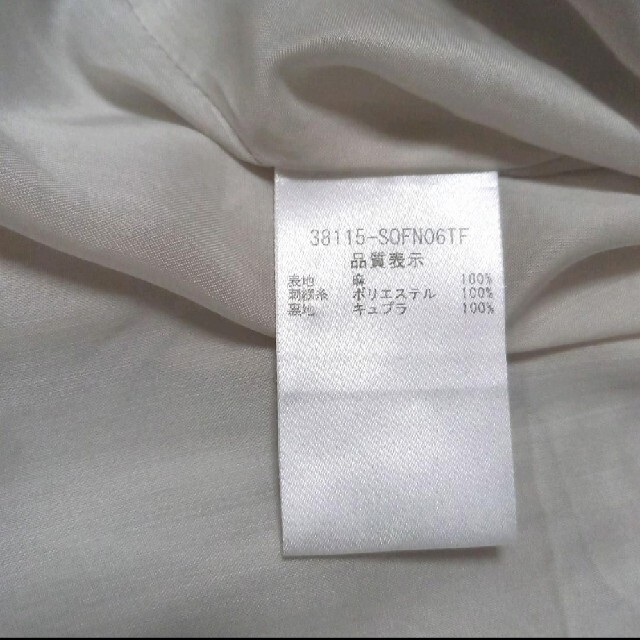 38115-SOFN06TF
品質表示
表地 麻 100%
刺繍糸 ポリエステル 100%
裏地 キュプラ 100%